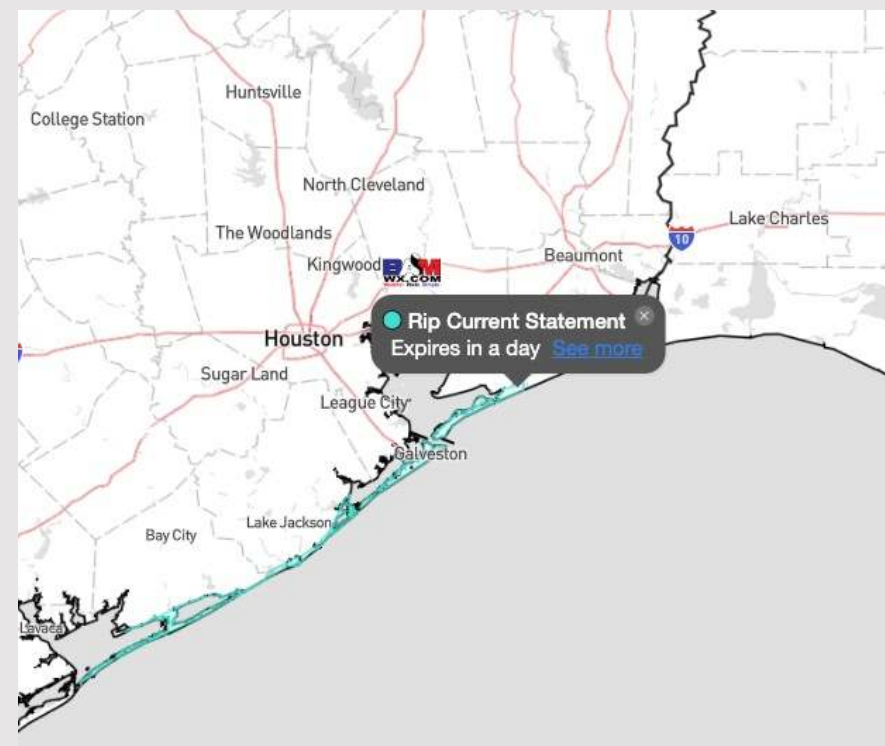 Huntsville
College Station
North Cleveland
The Woodlands
Lake Charles
10
Kingwood
BAM
WX.COM
Beaumont
Rip Current Statement
Expires in a day See more
Houston
Sugar Land
League City
Galveston
Lake Jackson
Bay City
Lavaca